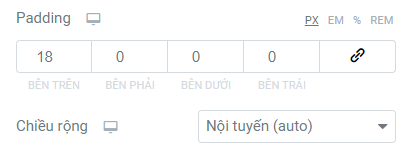 Padding PX EM % REM
18 0 0 0
BÊN TRÊN BÊN PHẢI BÊN DƯỚI BÊN TRÁI
Chiều rộng Nội tuyến (auto)